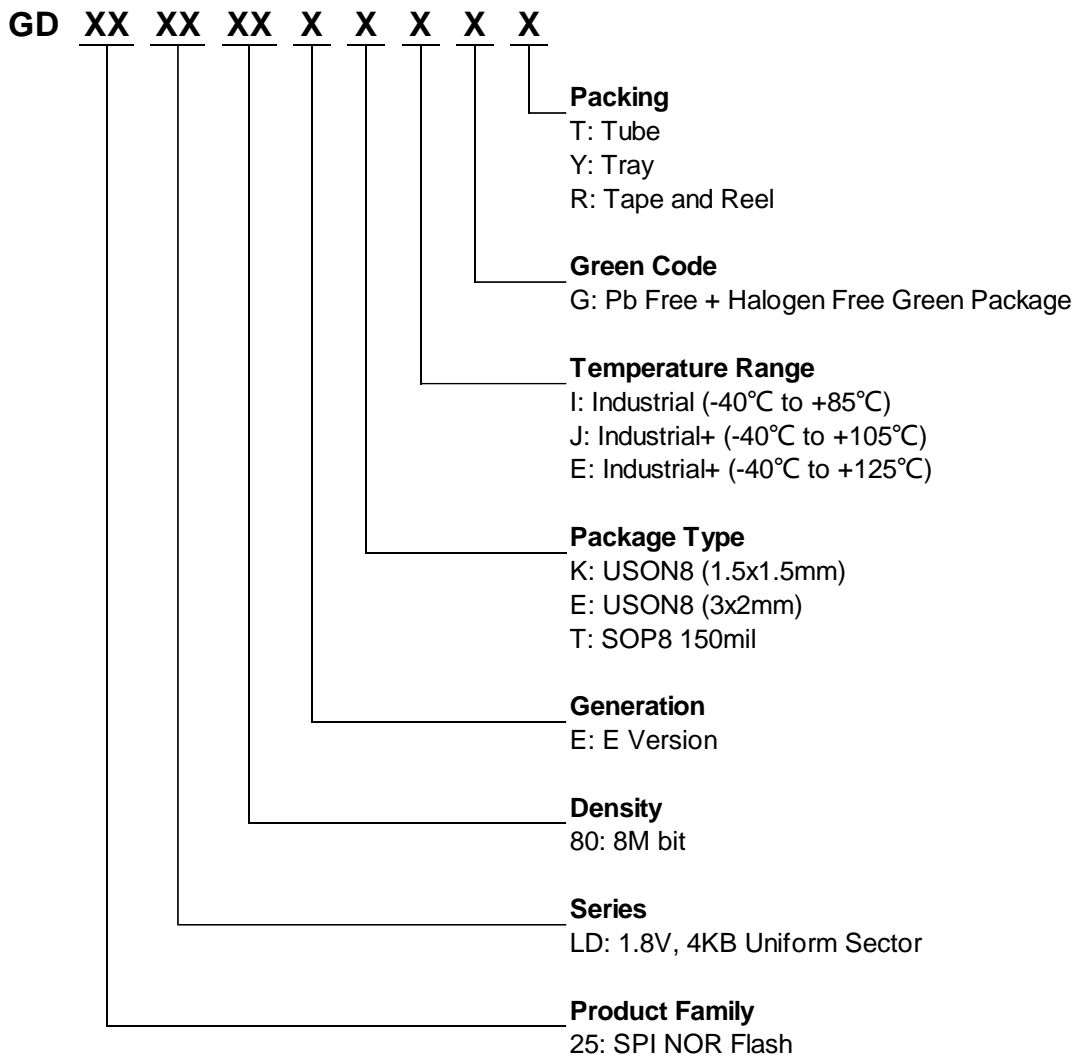 GD XX XX XX X X X X X
Packing
T: Tube
Y: Tray
R: Tape and Reel
Green Code
G: Pb Free + Halogen Free Green Package
Temperature Range
I: Industrial (-40℃ to +85℃)
J: Industrial+ (-40℃ to +105℃)
E: Industrial+ (-40℃ to +125℃)
Package Type
K: USON8 (1.5x1.5mm)
E: USON8 (3x2mm)
T: SOP8 150mil
Generation
E: E Version
Density
80: 8M bit
Series
LD: 1.8V, 4KB Uniform Sector
Product Family
25: SPI NOR Flash